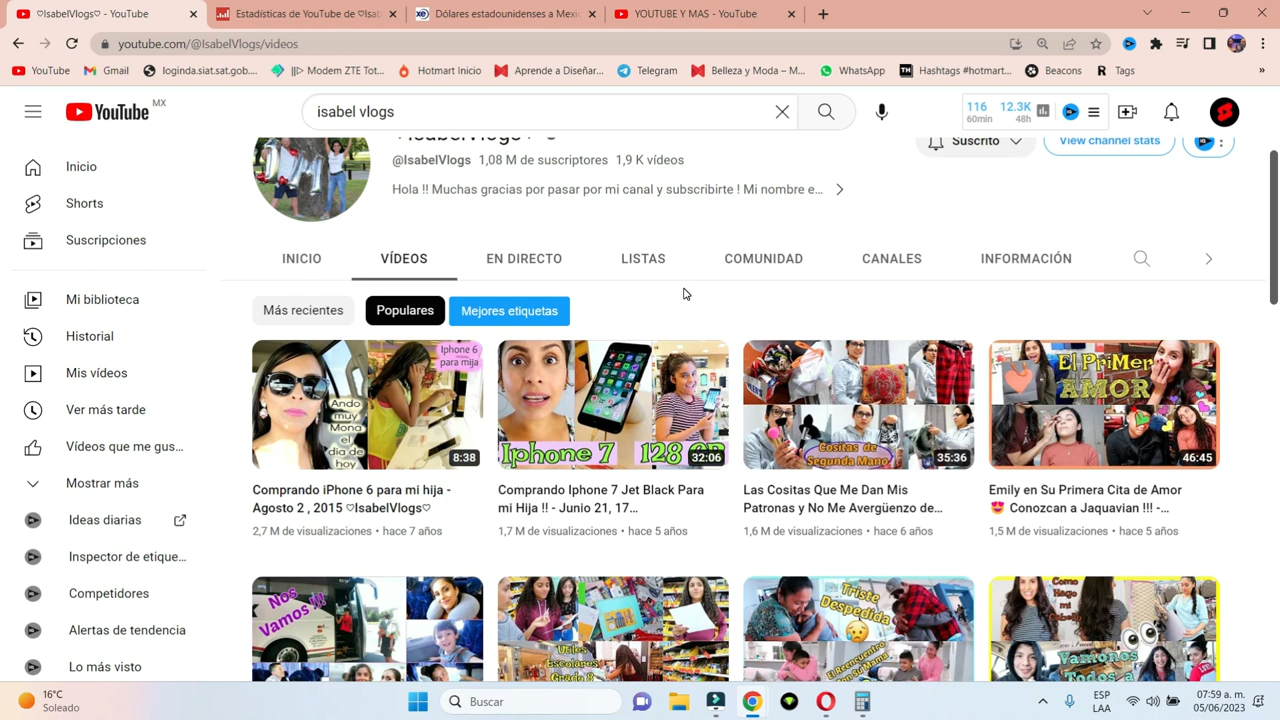 ♡IsabelVlogs♡ - YouTube
Estadísticas de YouTube de ♡Isab
Dólares estadounidenses a Mexi
YOUTUBE Y MAS - YouTube
youtube.com/@IsabelVlogs/videos
YouTube
Gmail
loginda.siat.sat.gob....
||▷ Modem ZTE Tot...
Hotmart Inicio
Aprende a Diseñar...
Telegram
Belleza y Moda – M...
WhatsApp
Hashtags #hotmart...
Beacons
Tags
»
YouTube MX
isabel vlogs
116
60min
12.3K
48h
@IsabelVlogs 1,08 M de suscriptores 1,9 K vídeos
Suscrito
View channel stats
Hola !! Muchas gracias por pasar por mi canal y subscribirte ! Mi nombre e...
INICIO
VÍDEOS
EN DIRECTO
LISTAS
COMUNIDAD
CANALES
INFORMACIÓN
Más recientes
Populares
Mejores etiquetas
Inicio
Shorts
Suscripciones
Mi biblioteca
Historial
Mis vídeos
Ver más tarde
Vídeos que me gus...
Mostrar más
Ideas diarias
Inspector de etique...
Competidores
Alertas de tendencia
Lo más visto
Iphone 6
para mija
Ando
muy
Mona
el
dia de
hoy
8:38
Comprando iPhone 6 para mi hija -
Agosto 2 , 2015 ♡IsabelVlogs♡
2,7 M de visualizaciones • hace 7 años
Iphone 7 128 GB
32:06
Comprando Iphone 7 Jet Black Para
mi Hija !! - Junio 21, 17...
1,7 M de visualizaciones • hace 5 años
Cositas de
Segunda Mano
35:36
Las Cositas Que Me Dan Mis
Patronas y No Me Avergüenzo de...
1,6 M de visualizaciones • hace 6 años
El PriMer
AMOR
46:45
Emily en Su Primera Cita de Amor
😍 Conozcan a Jaquavian !!! -...
1,5 M de visualizaciones • hace 5 años
Nos
Vamos !!!
Utiles
Escolares
Grado 8
Triste
Despedida
El Reencuentro
Con su Mamá
Como
Hago
mi
Vamonos
Todos a
16°C
Soleado
Buscar
ESP
LAA
07:59 a. m.
05/06/2023